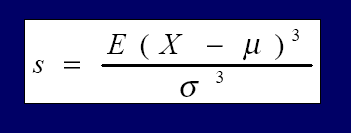 s = E ( X − μ )³ / σ³